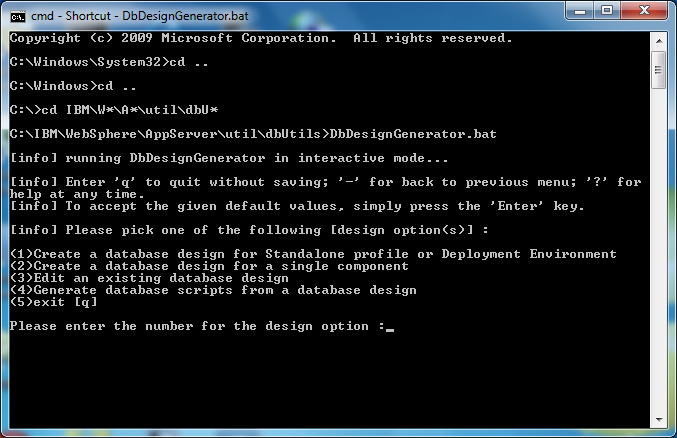 cmd - Shortcut - DbDesignGenerator.bat
Copyright (c) 2009 Microsoft Corporation.  All rights reserved.
C:\Windows\System32>cd ..
C:\Windows>cd ..
C:\>cd IBM\W*\A*\util\dbU*
C:\IBM\WebSphere\AppServer\util\dbUtils>DbDesignGenerator.bat
[info] running DbDesignGenerator in interactive mode...
[info] Enter 'q' to quit without saving; '-' for back to previous menu; '?' for
help at any time.
[info] To accept the given default values, simply press the 'Enter' key.
[info] Please pick one of the following [design option(s)] :
(1)Create a database design for Standalone profile or Deployment Environment
(2)Create a database design for a single component
(3)Edit an existing database design
(4)Generate database scripts from a database design
(5)exit [q]
Please enter the number for the design option :_